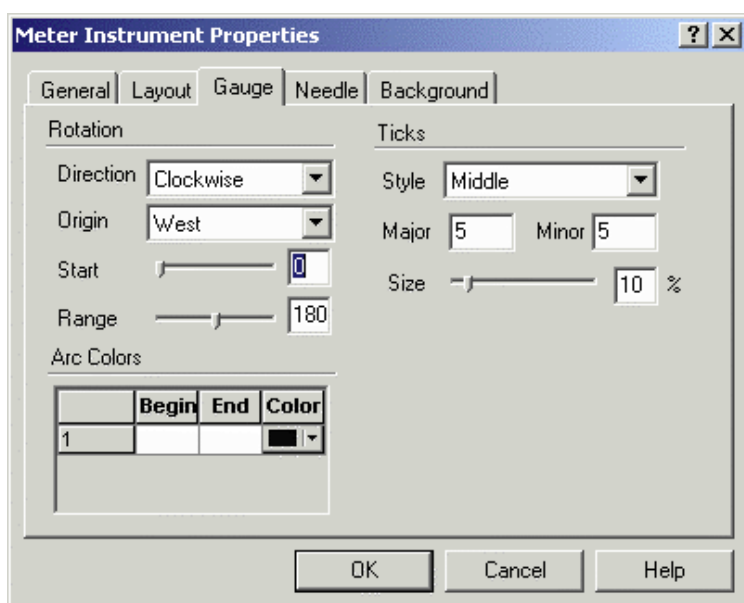 Meter Instrument Properties
General Layout Gauge Needle Background
Rotation
Direction Clockwise
Origin West
Start 0
Range 180
Arc Colors
Begin End Color
1
Ticks
Style Middle
Major 5 Minor 5
Size 10 %
OK Cancel Help